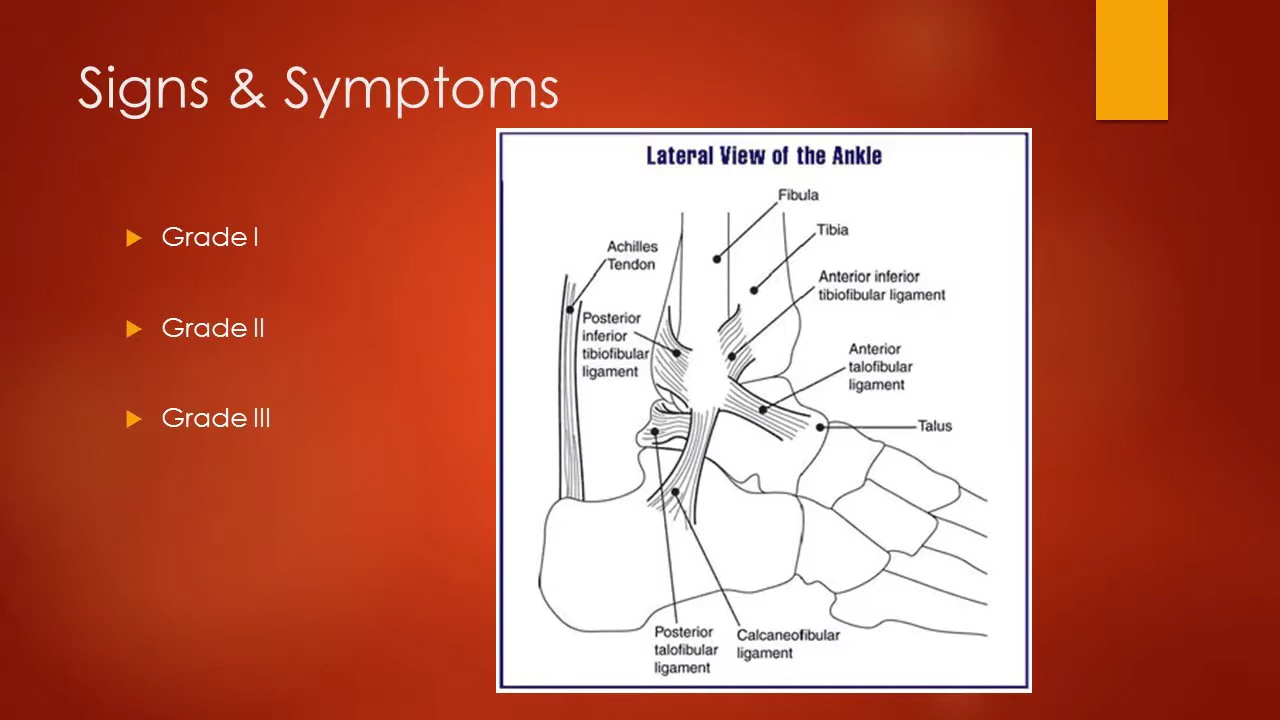 Signs & Symptoms
Grade I
Grade II
Grade III
Lateral View of the Ankle
Fibula
Tibia
Achilles
Tendon
Anterior inferior
tibiofibular ligament
Posterior
inferior
tibiofibular
ligament
Anterior
talofibular
ligament
Talus
Posterior
talofibular
ligament
Calcaneofibular
ligament